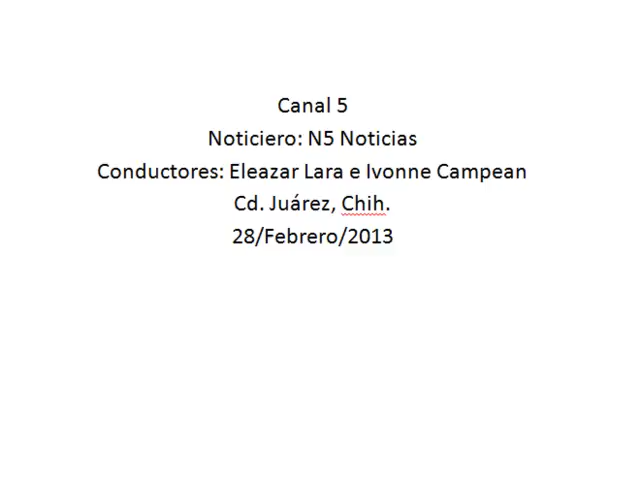 Canal 5
Noticiero: N5 Noticias
Conductores: Eleazar Lara e Ivonne Campean
Cd. Juárez, Chih.
28/Febrero/2013